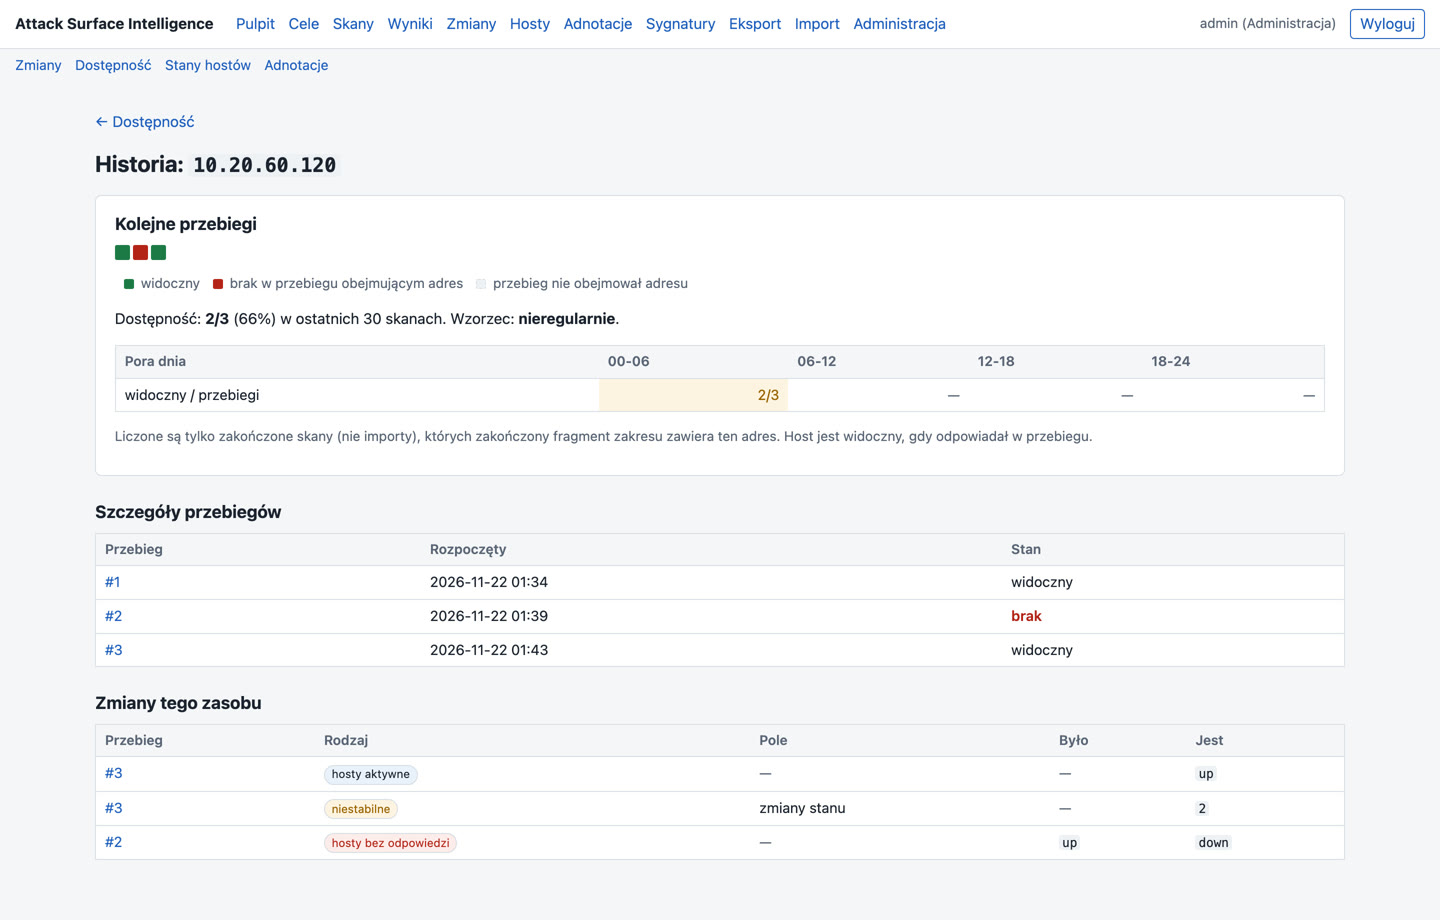 Attack Surface Intelligence Pulpit Cele Skany Wyniki Zmiany Hosty Adnotacje Sygnatury Eksport Import Administracja admin (Administracja) Wyloguj
Zmiany Dostępność Stany hostów Adnotacje
← Dostępność
Historia: 10.20.60.120
Kolejne przebiegi
widoczny brak w przebiegu obejmującym adres przebieg nie obejmował adresu
Dostępność: 2/3 (66%) w ostatnich 30 skanach. Wzorzec: nieregularnie.
Pora dnia 00-06 06-12 12-18 18-24
widoczny / przebiegi 2/3 — — —
Liczone są tylko zakończone skany (nie importy), których zakończony fragment zakresu zawiera ten adres. Host jest widoczny, gdy odpowiadał w przebiegu.
Szczegóły przebiegów
Przebieg Rozpoczęty Stan
#1 2026-11-22 01:34 widoczny
#2 2026-11-22 01:39 brak
#3 2026-11-22 01:43 widoczny
Zmiany tego zasobu
Przebieg Rodzaj Pole Było Jest
#3 hosty aktywne — — up
#3 niestabilne zmiany stanu — 2
#2 hosty bez odpowiedzi — up down